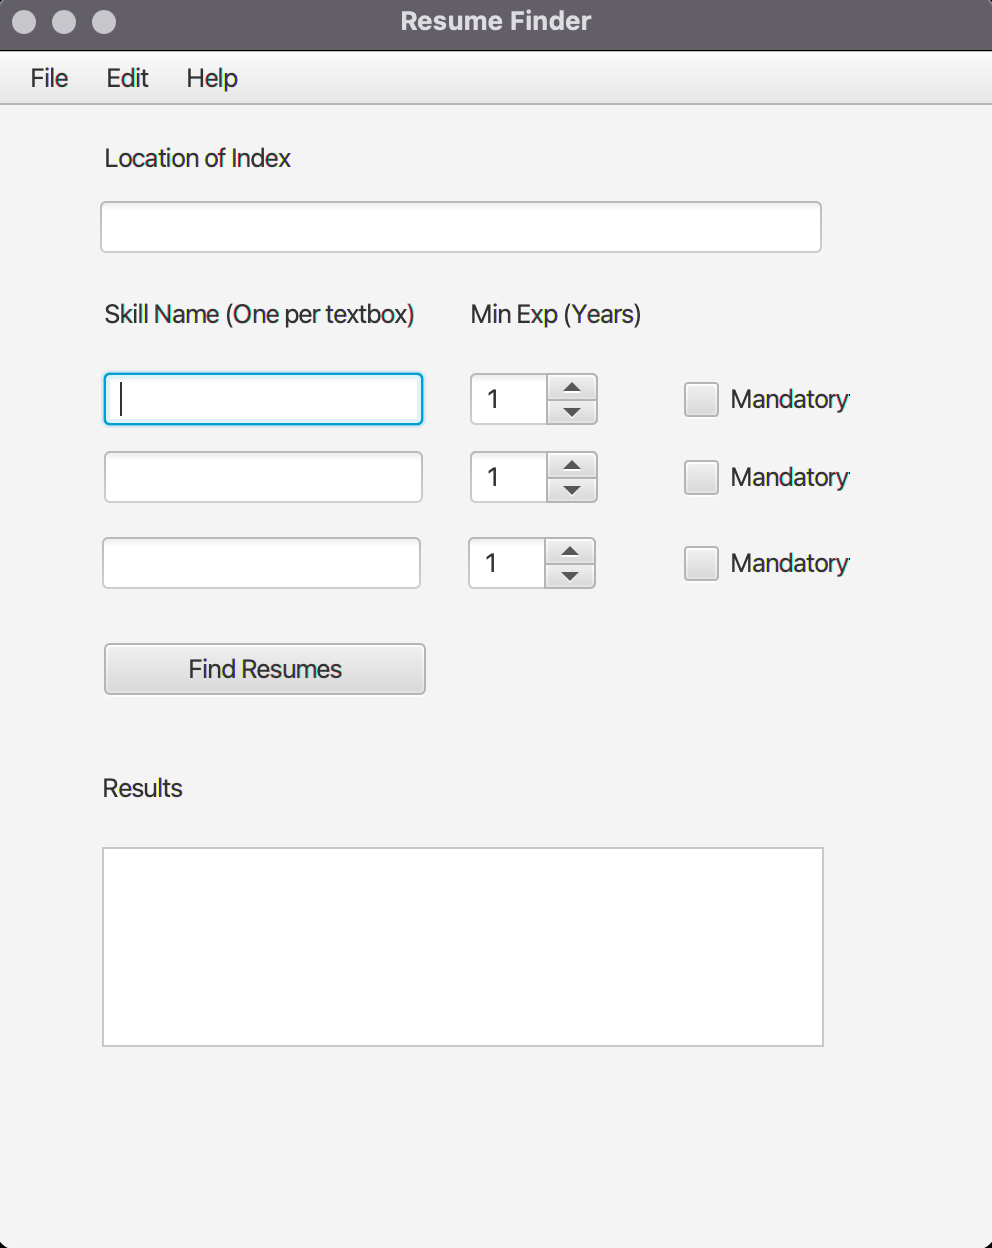 Resume Finder
File Edit Help
Location of Index
Skill Name (One per textbox) Min Exp (Years)
1 Mandatory
1 Mandatory
1 Mandatory
Find Resumes
Results